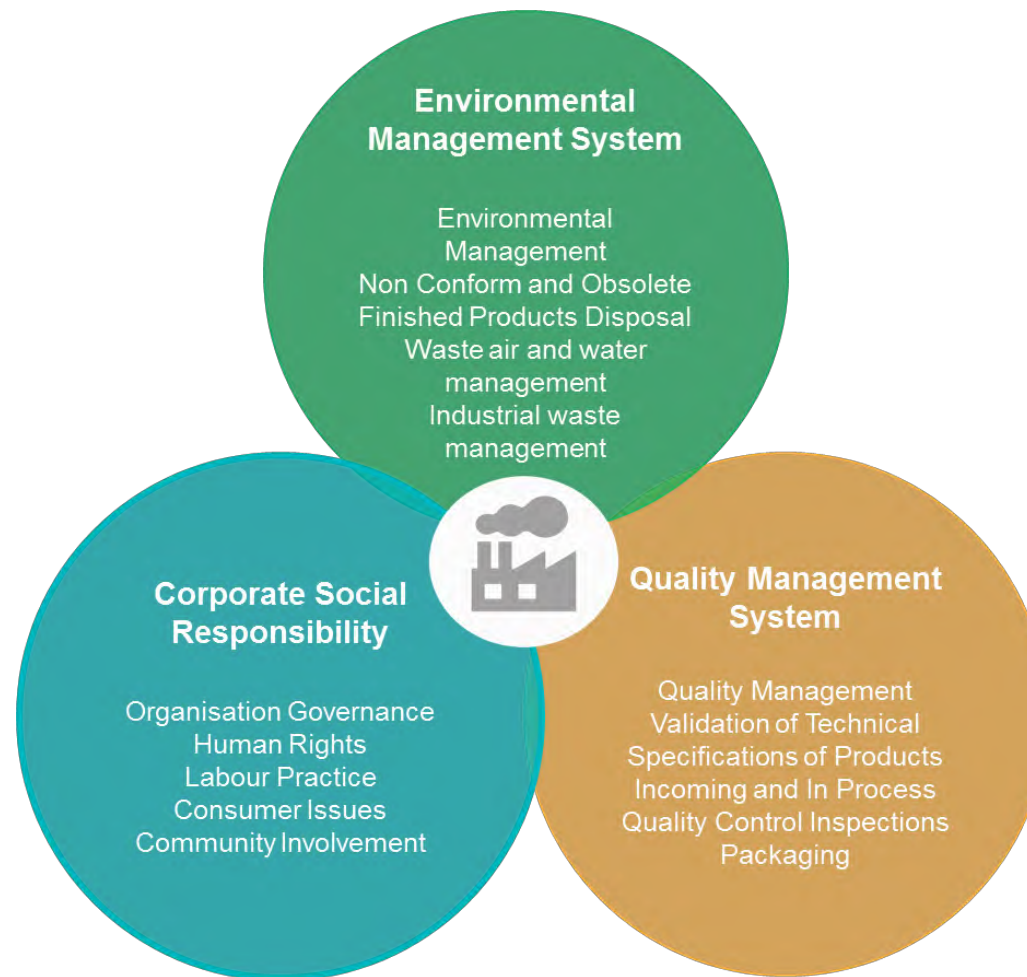 Environmental
Management System
Environmental
Management
Non Conform and Obsolete
Finished Products Disposal
Waste air and water
management
Industrial waste
management
Corporate Social
Responsibility
Organisation Governance
Human Rights
Labour Practice
Consumer Issues
Community Involvement
Quality Management
System
Quality Management
Validation of Technical
Specifications of Products
Incoming and In Process
Quality Control Inspections
Packaging